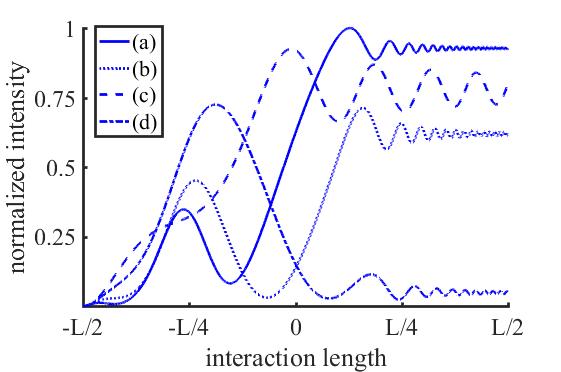 1
0.75
0.5
0.25
normalized intensity
(a)
(b)
(c)
(d)
-L/2
-L/4
0
L/4
L/2
interaction length